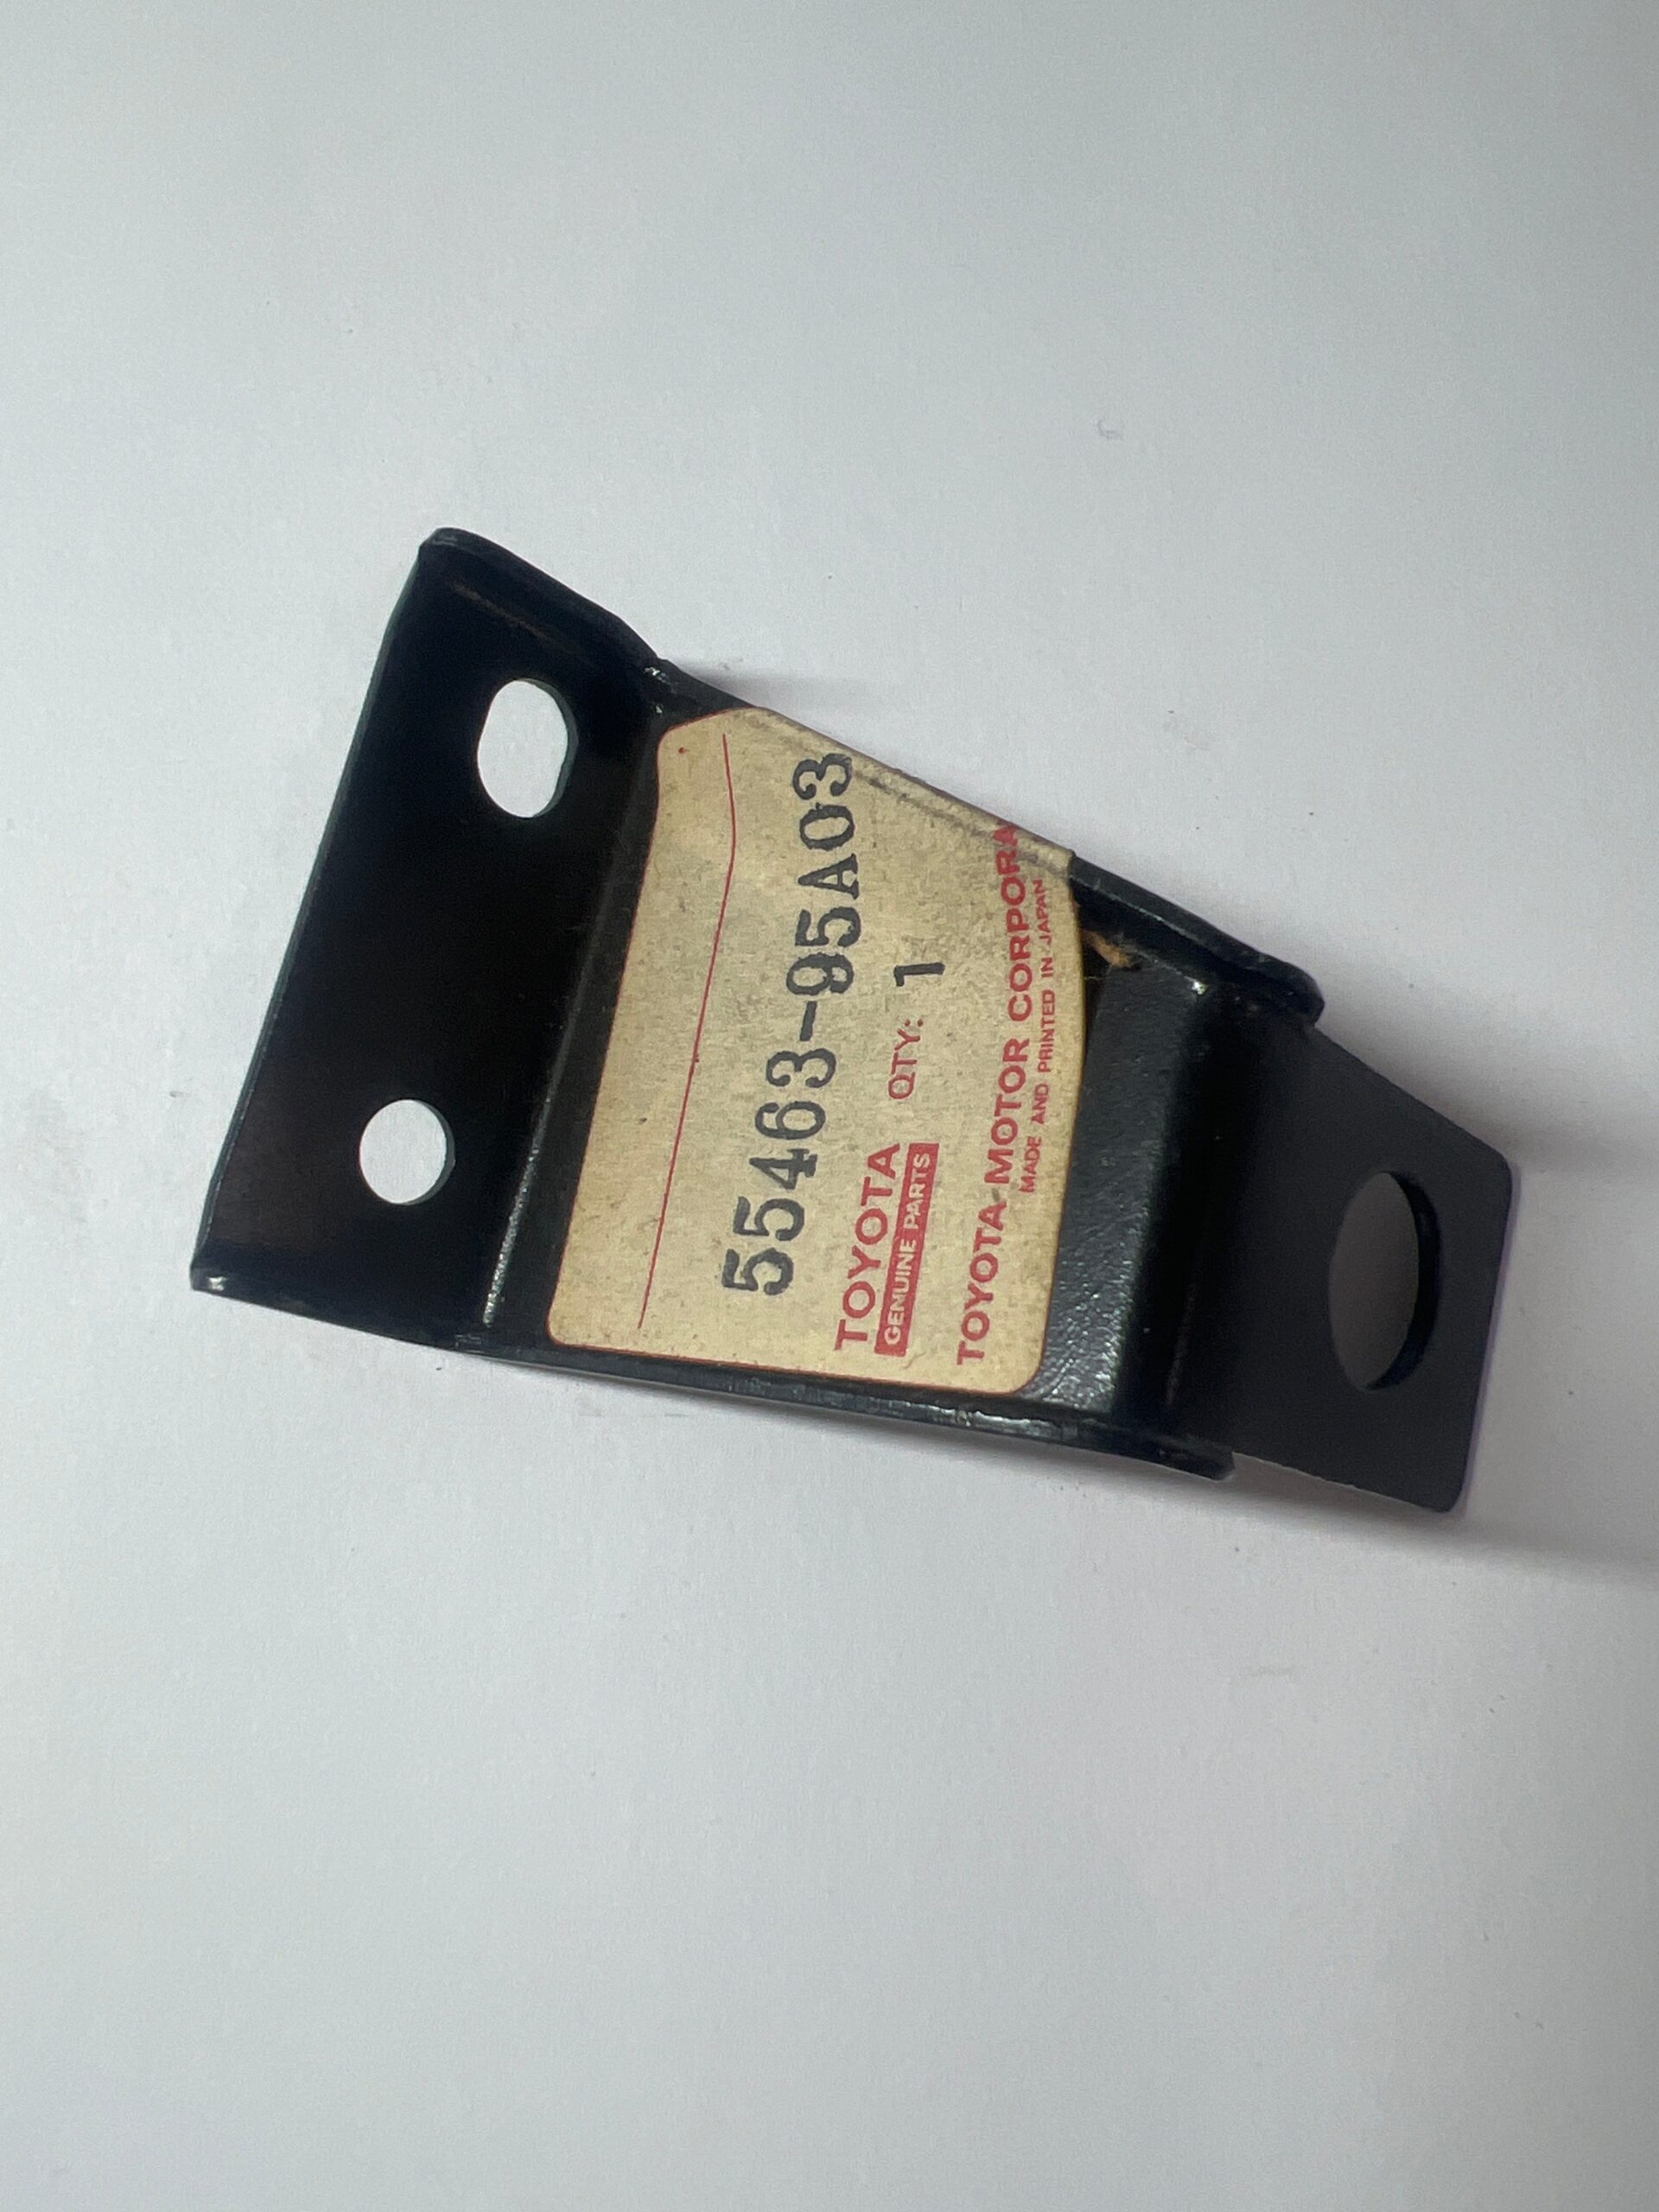 55463-95A03
TOYOTA QTY: 1
GENUINE PARTS
TOYOTA MOTOR CORPORA
MADE AND PRINTED IN JAPAN